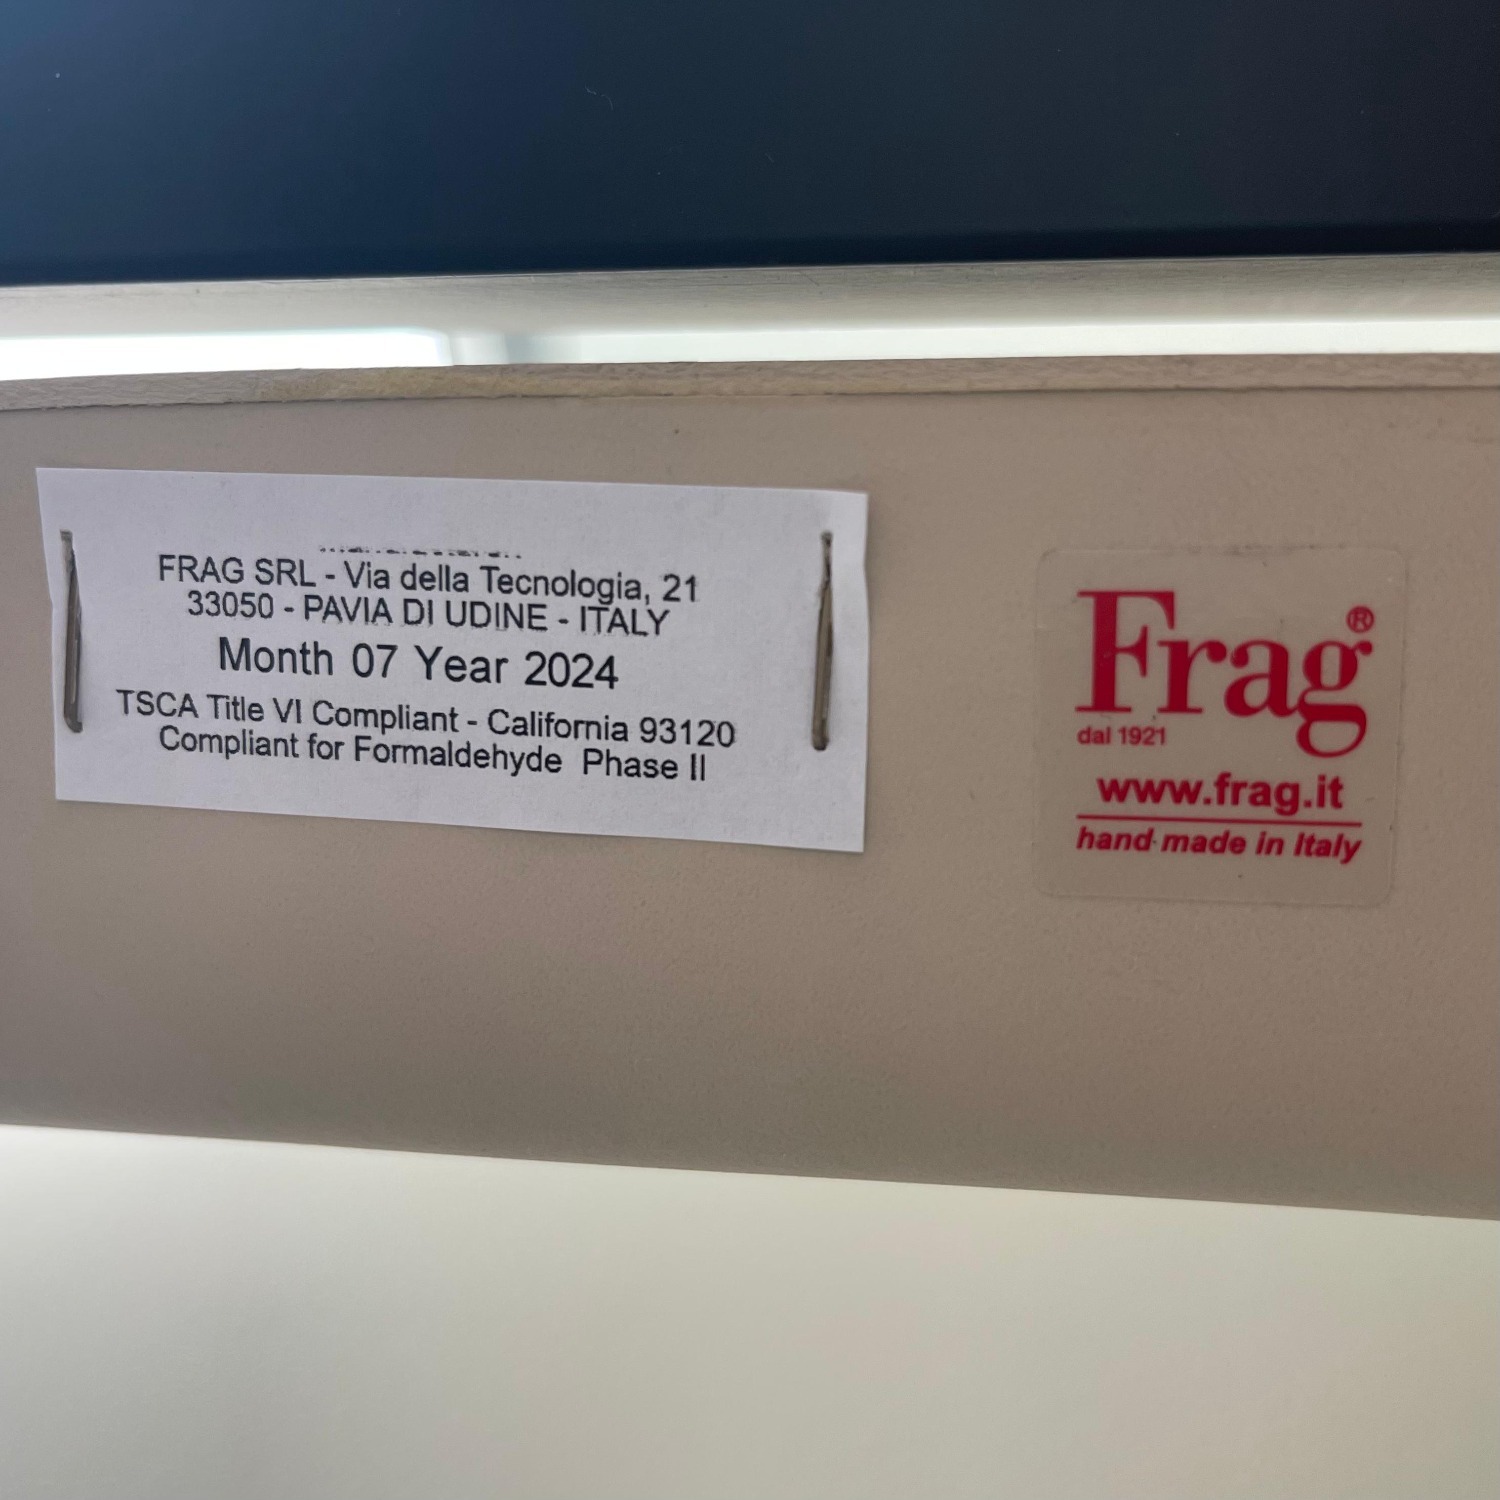 FRAG SRL - Via della Tecnologia, 21
33050 - PAVIA DI UDINE - ITALY
Month 07 Year 2024
TSCA Title VI Compliant - California 93120
Compliant for Formaldehyde Phase II
Frag®
dal 1921
www.frag.it
hand made in Italy